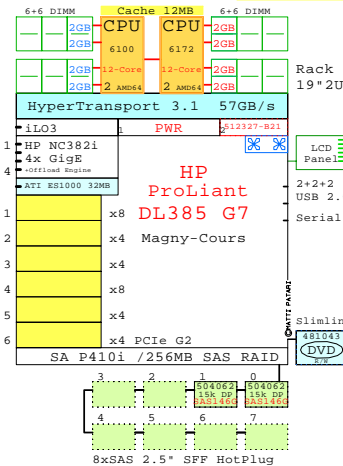 6+6 DIMM Cache 12MB 6+6 DIMM
2GB CPU CPU 2GB
2GB 6100 6172 2GB
2GB 12-Core 12-Core 2GB
2GB 2 AMD64 2 AMD64 2GB
Rack
19"2U
HyperTransport 3.1 57GB/s
iLO3 1 PWR 2 512327-B21
1 HP NC382i
4x GigE
4 +Offload Engine
ATI ES1000 32MB
LCD
Panel
HP
ProLiant
DL385 G7
Magny-Cours
2+2+2
USB 2.
Serial
1 x8
2 x4
3 x4
4 x8
5 x4
6 x4 PCIe G2
©MATTI PATARI
Slimlin
481043
DVD
R/W
SA P410i /256MB SAS RAID
3 2 1 0
504062 504062
15k DP 15k DP
SAS146G SAS146G
4 5 6 7
8xSAS 2.5" SFF HotPlug